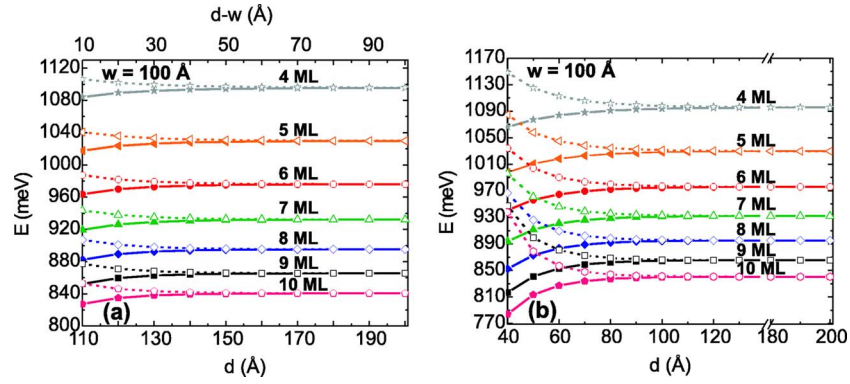 d-w (Å)
10 30 50 70 90
1120
1080
1040
1000
960
920
880
840
800
E (meV)
w = 100 Å
4 ML
5 ML
6 ML
7 ML
8 ML
9 ML
10 ML
(a)
110 130 150 170 190
d (Å)
1170
1130
1090
1050
1010
970
930
890
850
810
770
E (meV)
w = 100 Å
4 ML
5 ML
6 ML
7 ML
8 ML
9 ML
10 ML
(b)
40 60 80 100 120 180 200
d (Å)